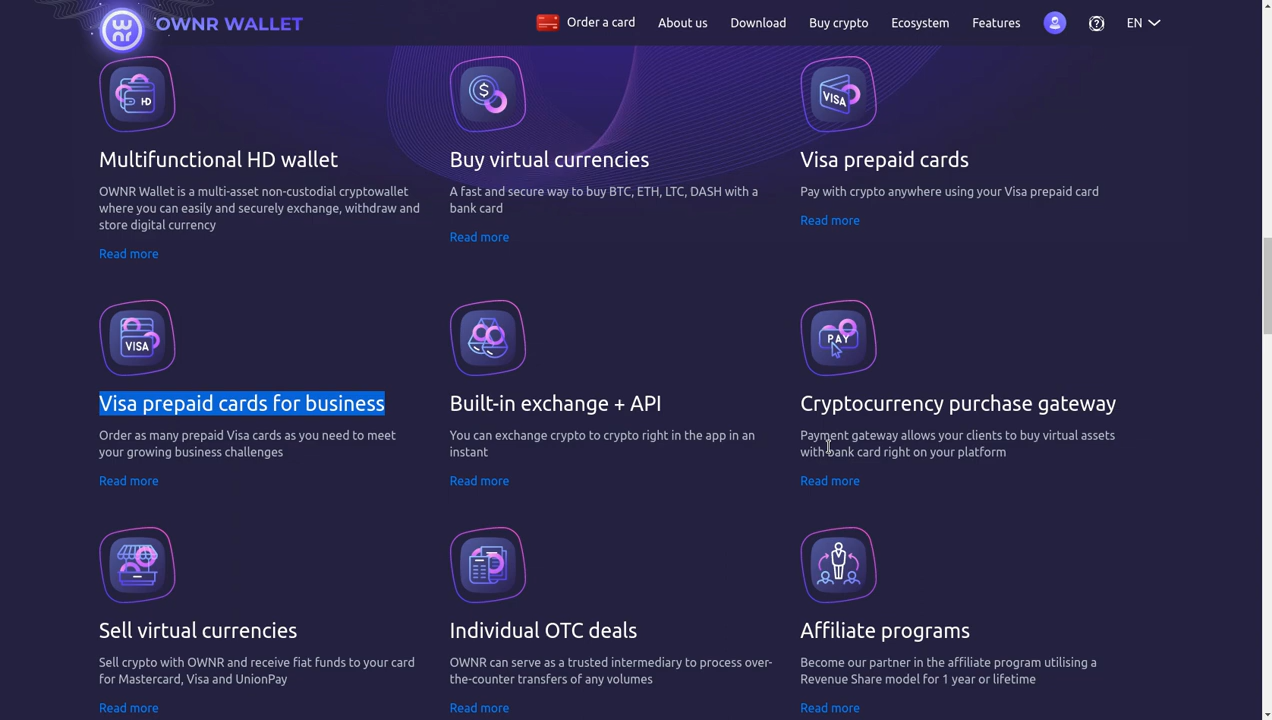 OWNR WALLET
Order a card
About us
Download
Buy crypto
Ecosystem
Features
EN
HD
VISA
Multifunctional HD wallet
OWNR Wallet is a multi-asset non-custodial cryptowallet
where you can easily and securely exchange, withdraw and
store digital currency
Read more
Buy virtual currencies
A fast and secure way to buy BTC, ETH, LTC, DASH with a
bank card
Read more
Visa prepaid cards
Pay with crypto anywhere using your Visa prepaid card
Read more
VISA
PAY
Visa prepaid cards for business
Order as many prepaid Visa cards as you need to meet
your growing business challenges
Read more
Built-in exchange + API
You can exchange crypto to crypto right in the app in an
instant
Read more
Cryptocurrency purchase gateway
Payment gateway allows your clients to buy virtual assets
with bank card right on your platform
Read more
Sell virtual currencies
Sell crypto with OWNR and receive fiat funds to your card
for Mastercard, Visa and UnionPay
Read more
Individual OTC deals
OWNR can serve as a trusted intermediary to process over-
the-counter transfers of any volumes
Read more
Affiliate programs
Become our partner in the affiliate program utilising a
Revenue Share model for 1 year or lifetime
Read more